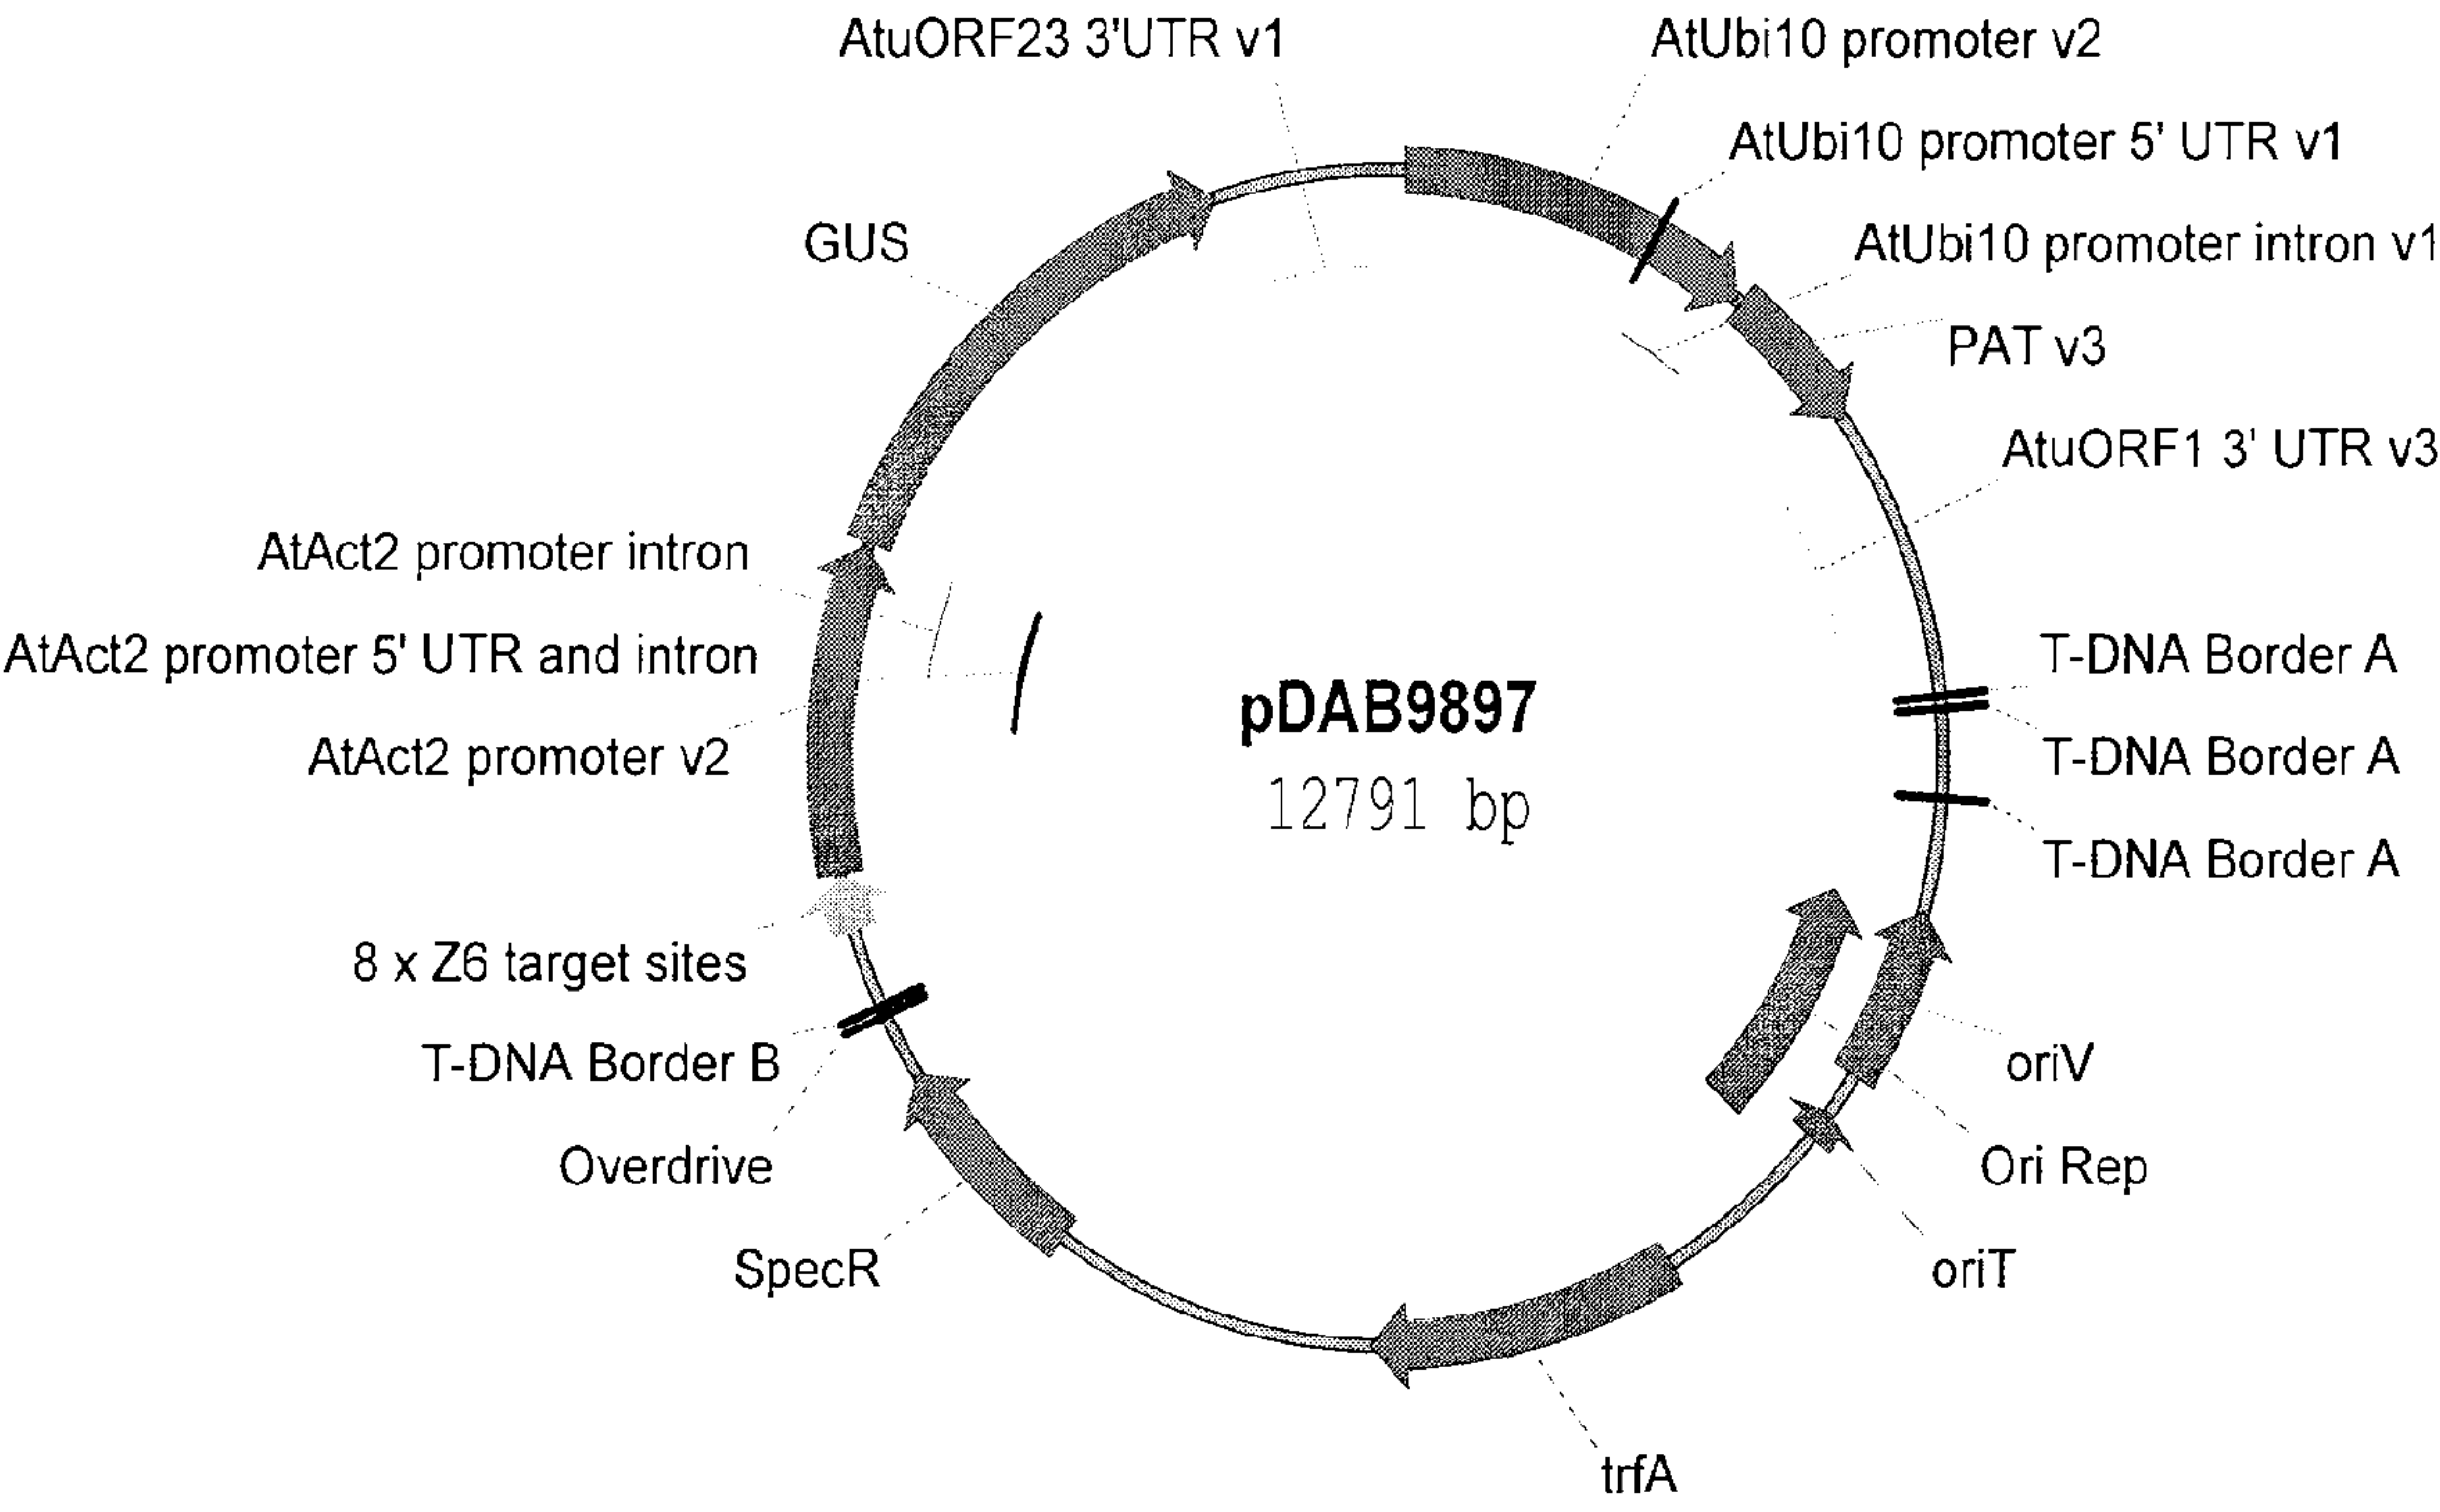 AtuORF23 3'UTR v1
AtUbi10 promoter v2
AtUbi10 promoter 5' UTR v1
GUS
AtUbi10 promoter intron v1
PAT v3
AtuORF1 3' UTR v3
AtAct2 promoter intron
AtAct2 promoter 5' UTR and intron
T-DNA Border A
pDAB9897
AtAct2 promoter v2
T-DNA Border A
12791 bp
T-DNA Border A
8 x Z6 target sites
T-DNA Border B
oriV
Overdrive
Ori Rep
SpecR
oriT
trfA